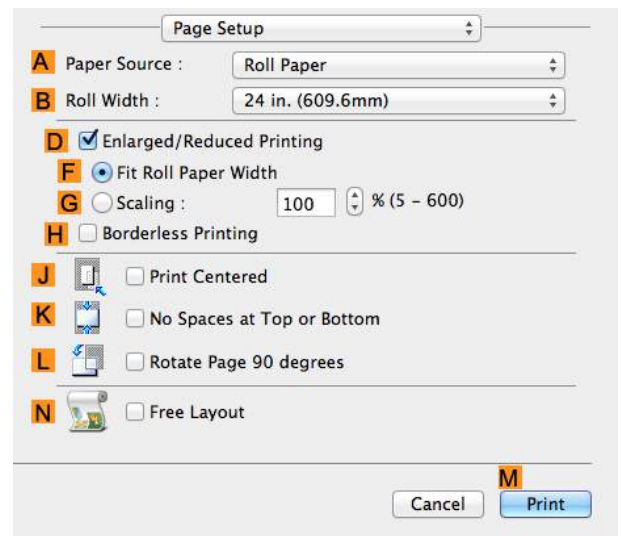 Page Setup
A Paper Source : Roll Paper
B Roll Width : 24 in. (609.6mm)
D Enlarged/Reduced Printing
F Fit Roll Paper Width
G Scaling : 100 % (5 – 600)
H Borderless Printing
J Print Centered
K No Spaces at Top or Bottom
L Rotate Page 90 degrees
N Free Layout
M
Cancel Print